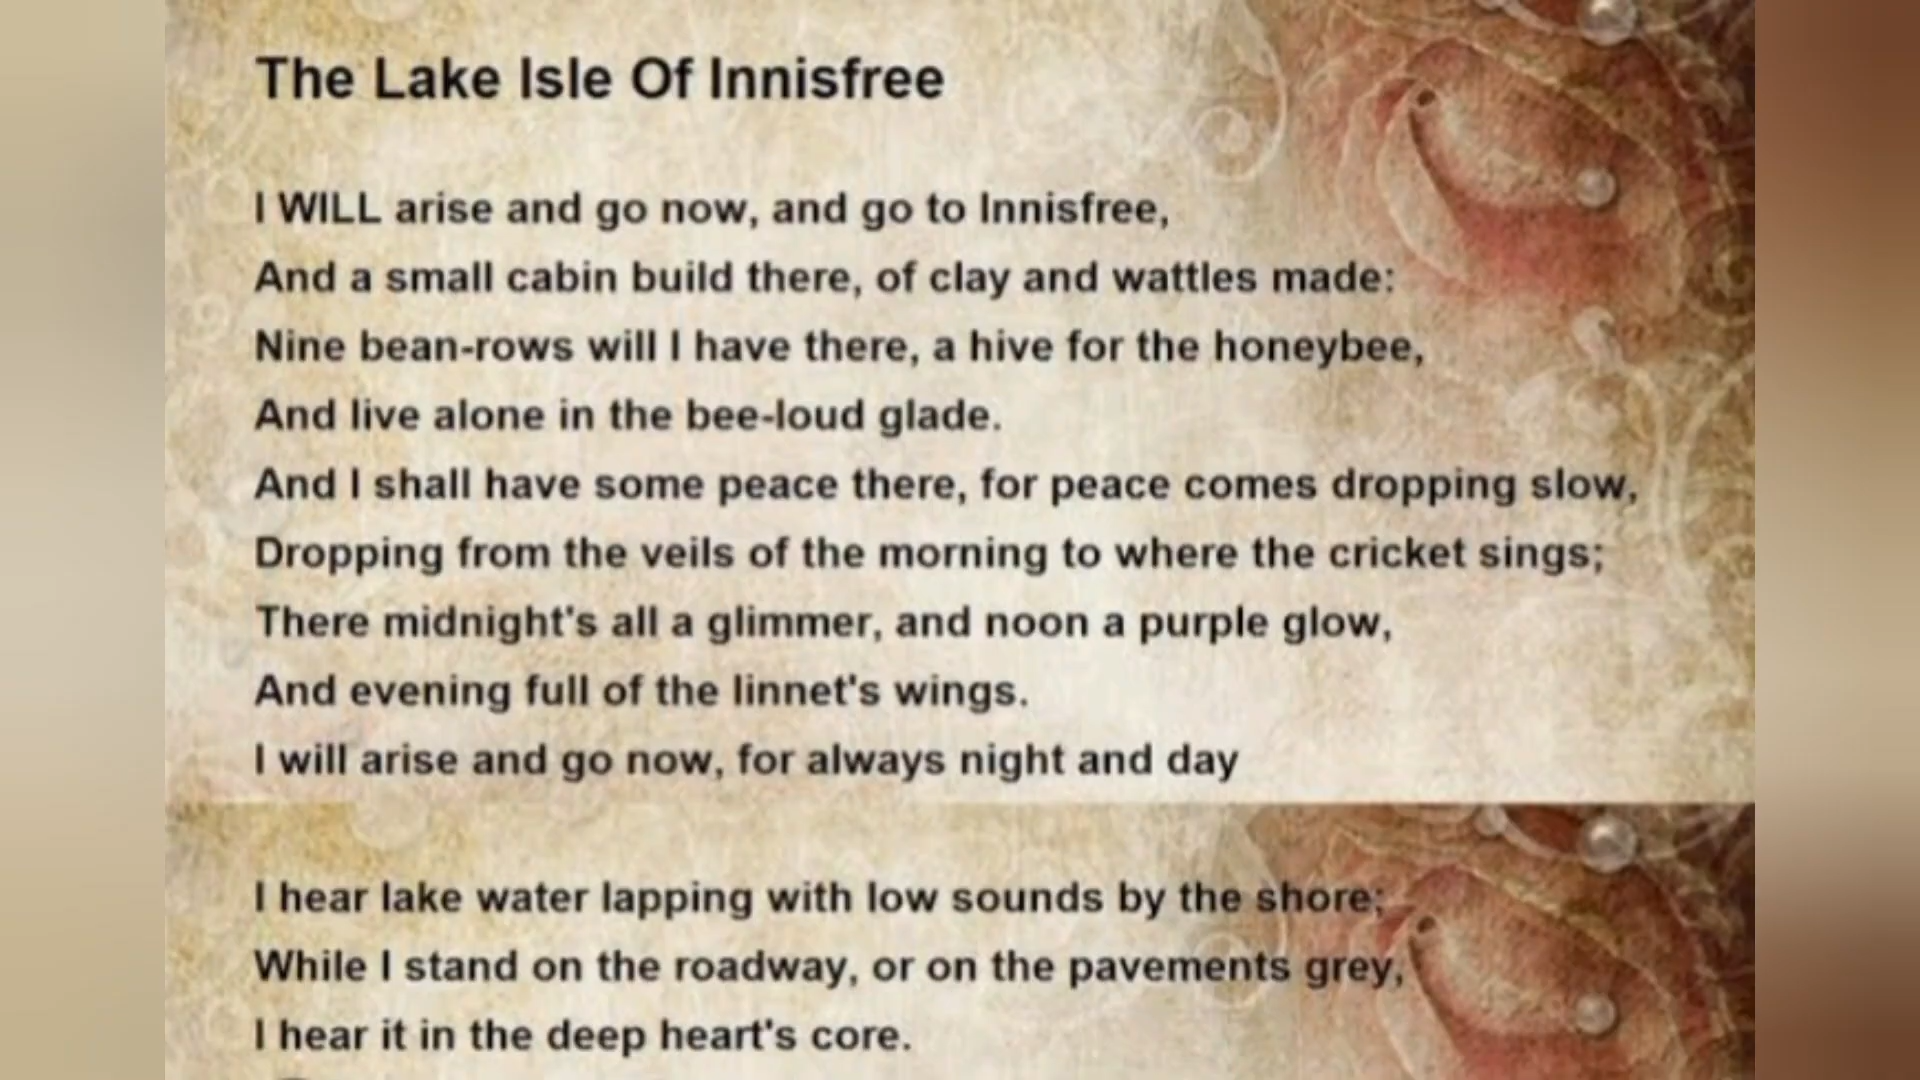 The Lake Isle Of Innisfree
I WILL arise and go now, and go to Innisfree,
And a small cabin build there, of clay and wattles made:
Nine bean-rows will I have there, a hive for the honeybee,
And live alone in the bee-loud glade.
And I shall have some peace there, for peace comes dropping slow,
Dropping from the veils of the morning to where the cricket sings;
There midnight's all a glimmer, and noon a purple glow,
And evening full of the linnet's wings.
I will arise and go now, for always night and day
I hear lake water lapping with low sounds by the shore;
While I stand on the roadway, or on the pavements grey,
I hear it in the deep heart's core.